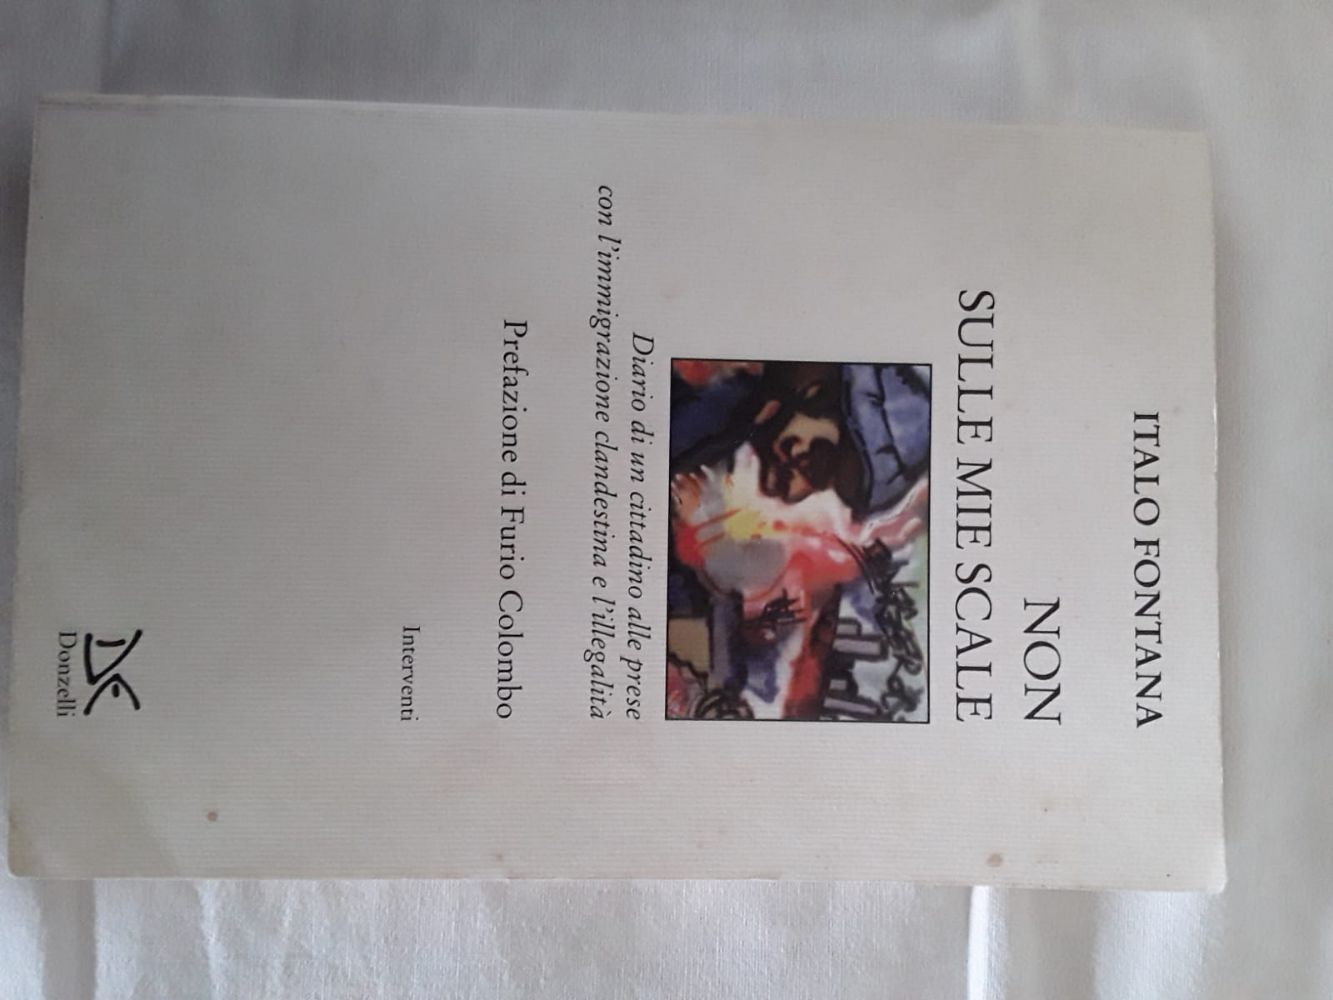 ITALO FONTANA
NON
SULLE MIE SCALE
Diario di un cittadino alle prese
con l'immigrazione clandestina e l'illegalità
Prefazione di Furio Colombo
Interventi
Donzelli